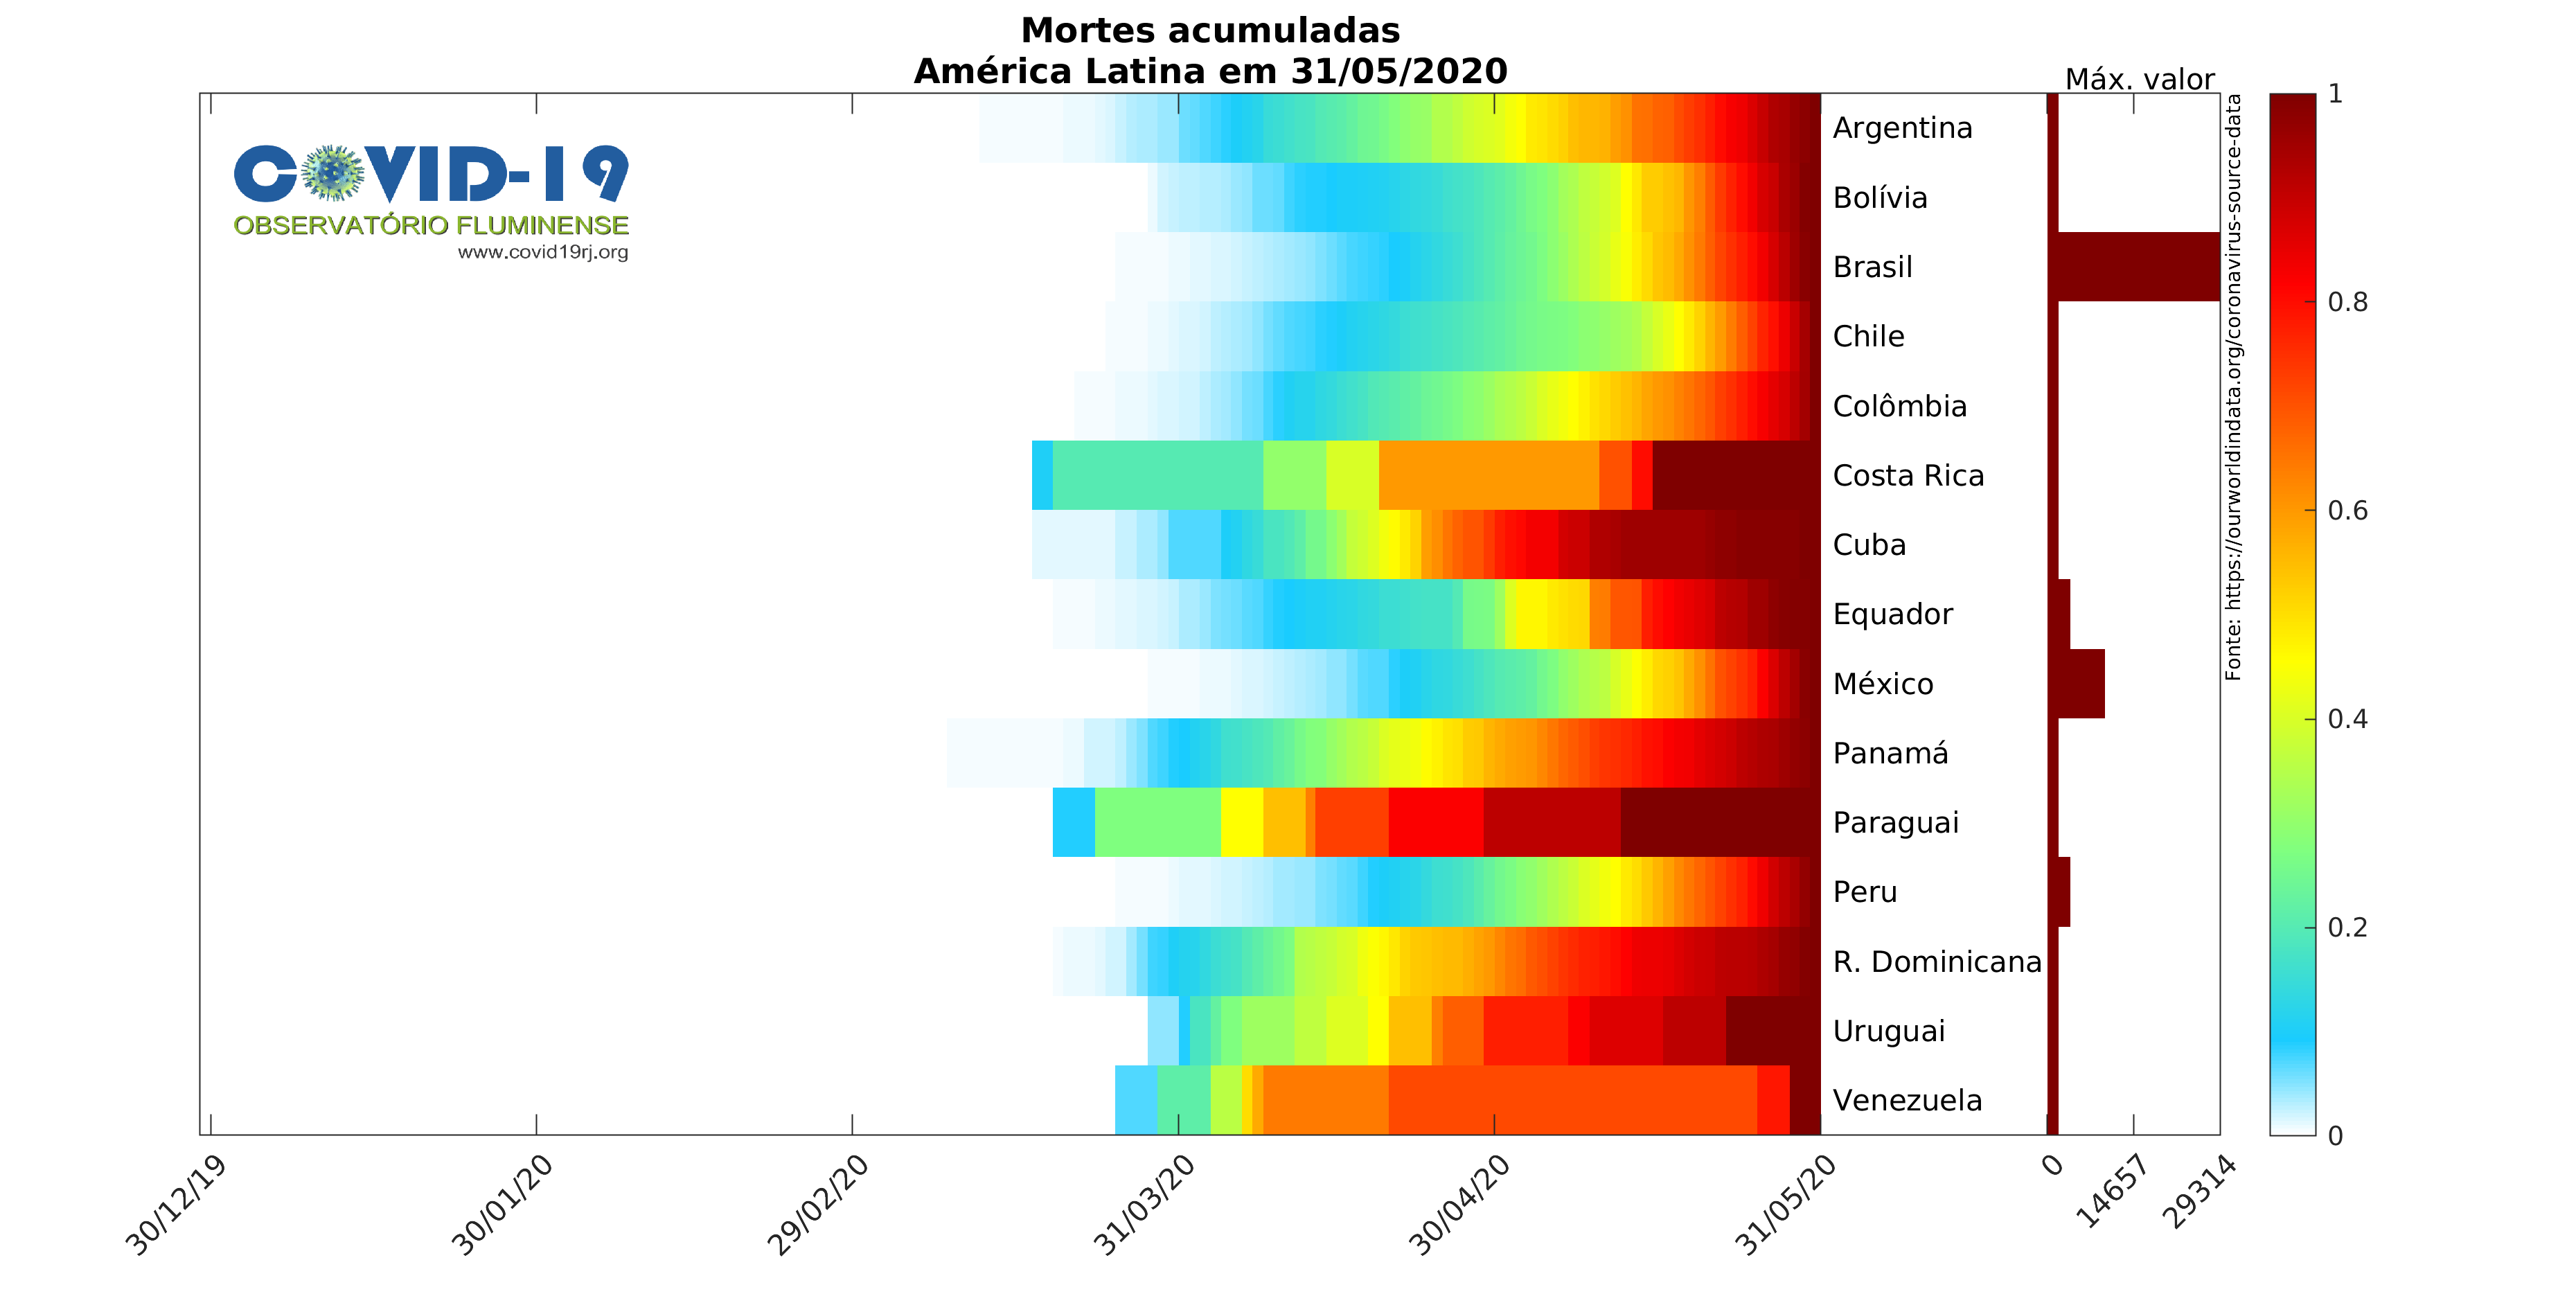 Mortes acumuladas
América Latina em 31/05/2020
Máx. valor
COVID-19
OBSERVATÓRIO FLUMINENSE
www.covid19rj.org
Argentina
Bolívia
Brasil
Chile
Colômbia
Costa Rica
Cuba
Equador
México
Panamá
Paraguai
Peru
R. Dominicana
Uruguai
Venezuela
Fonte: https://ourworldindata.org/coronavirus-source-data
1
0.8
0.6
0.4
0.2
0
30/12/19
30/01/20
29/02/20
31/03/20
30/04/20
31/05/20
0
14657
29314